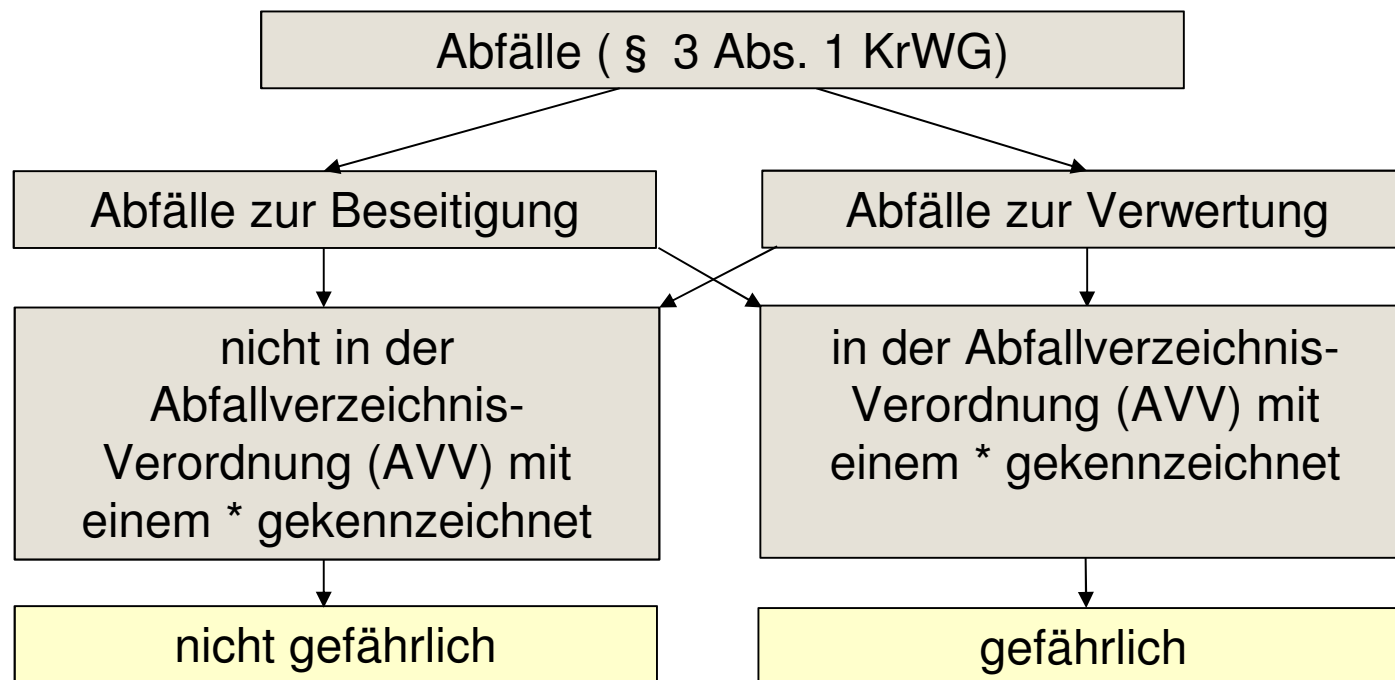 Abfälle ( § 3 Abs. 1 KrWG)
Abfälle zur Beseitigung
Abfälle zur Verwertung
nicht in der
Abfallverzeichnis-
Verordnung (AVV) mit
einem * gekennzeichnet
in der Abfallverzeichnis-
Verordnung (AVV) mit
einem * gekennzeichnet
nicht gefährlich
gefährlich